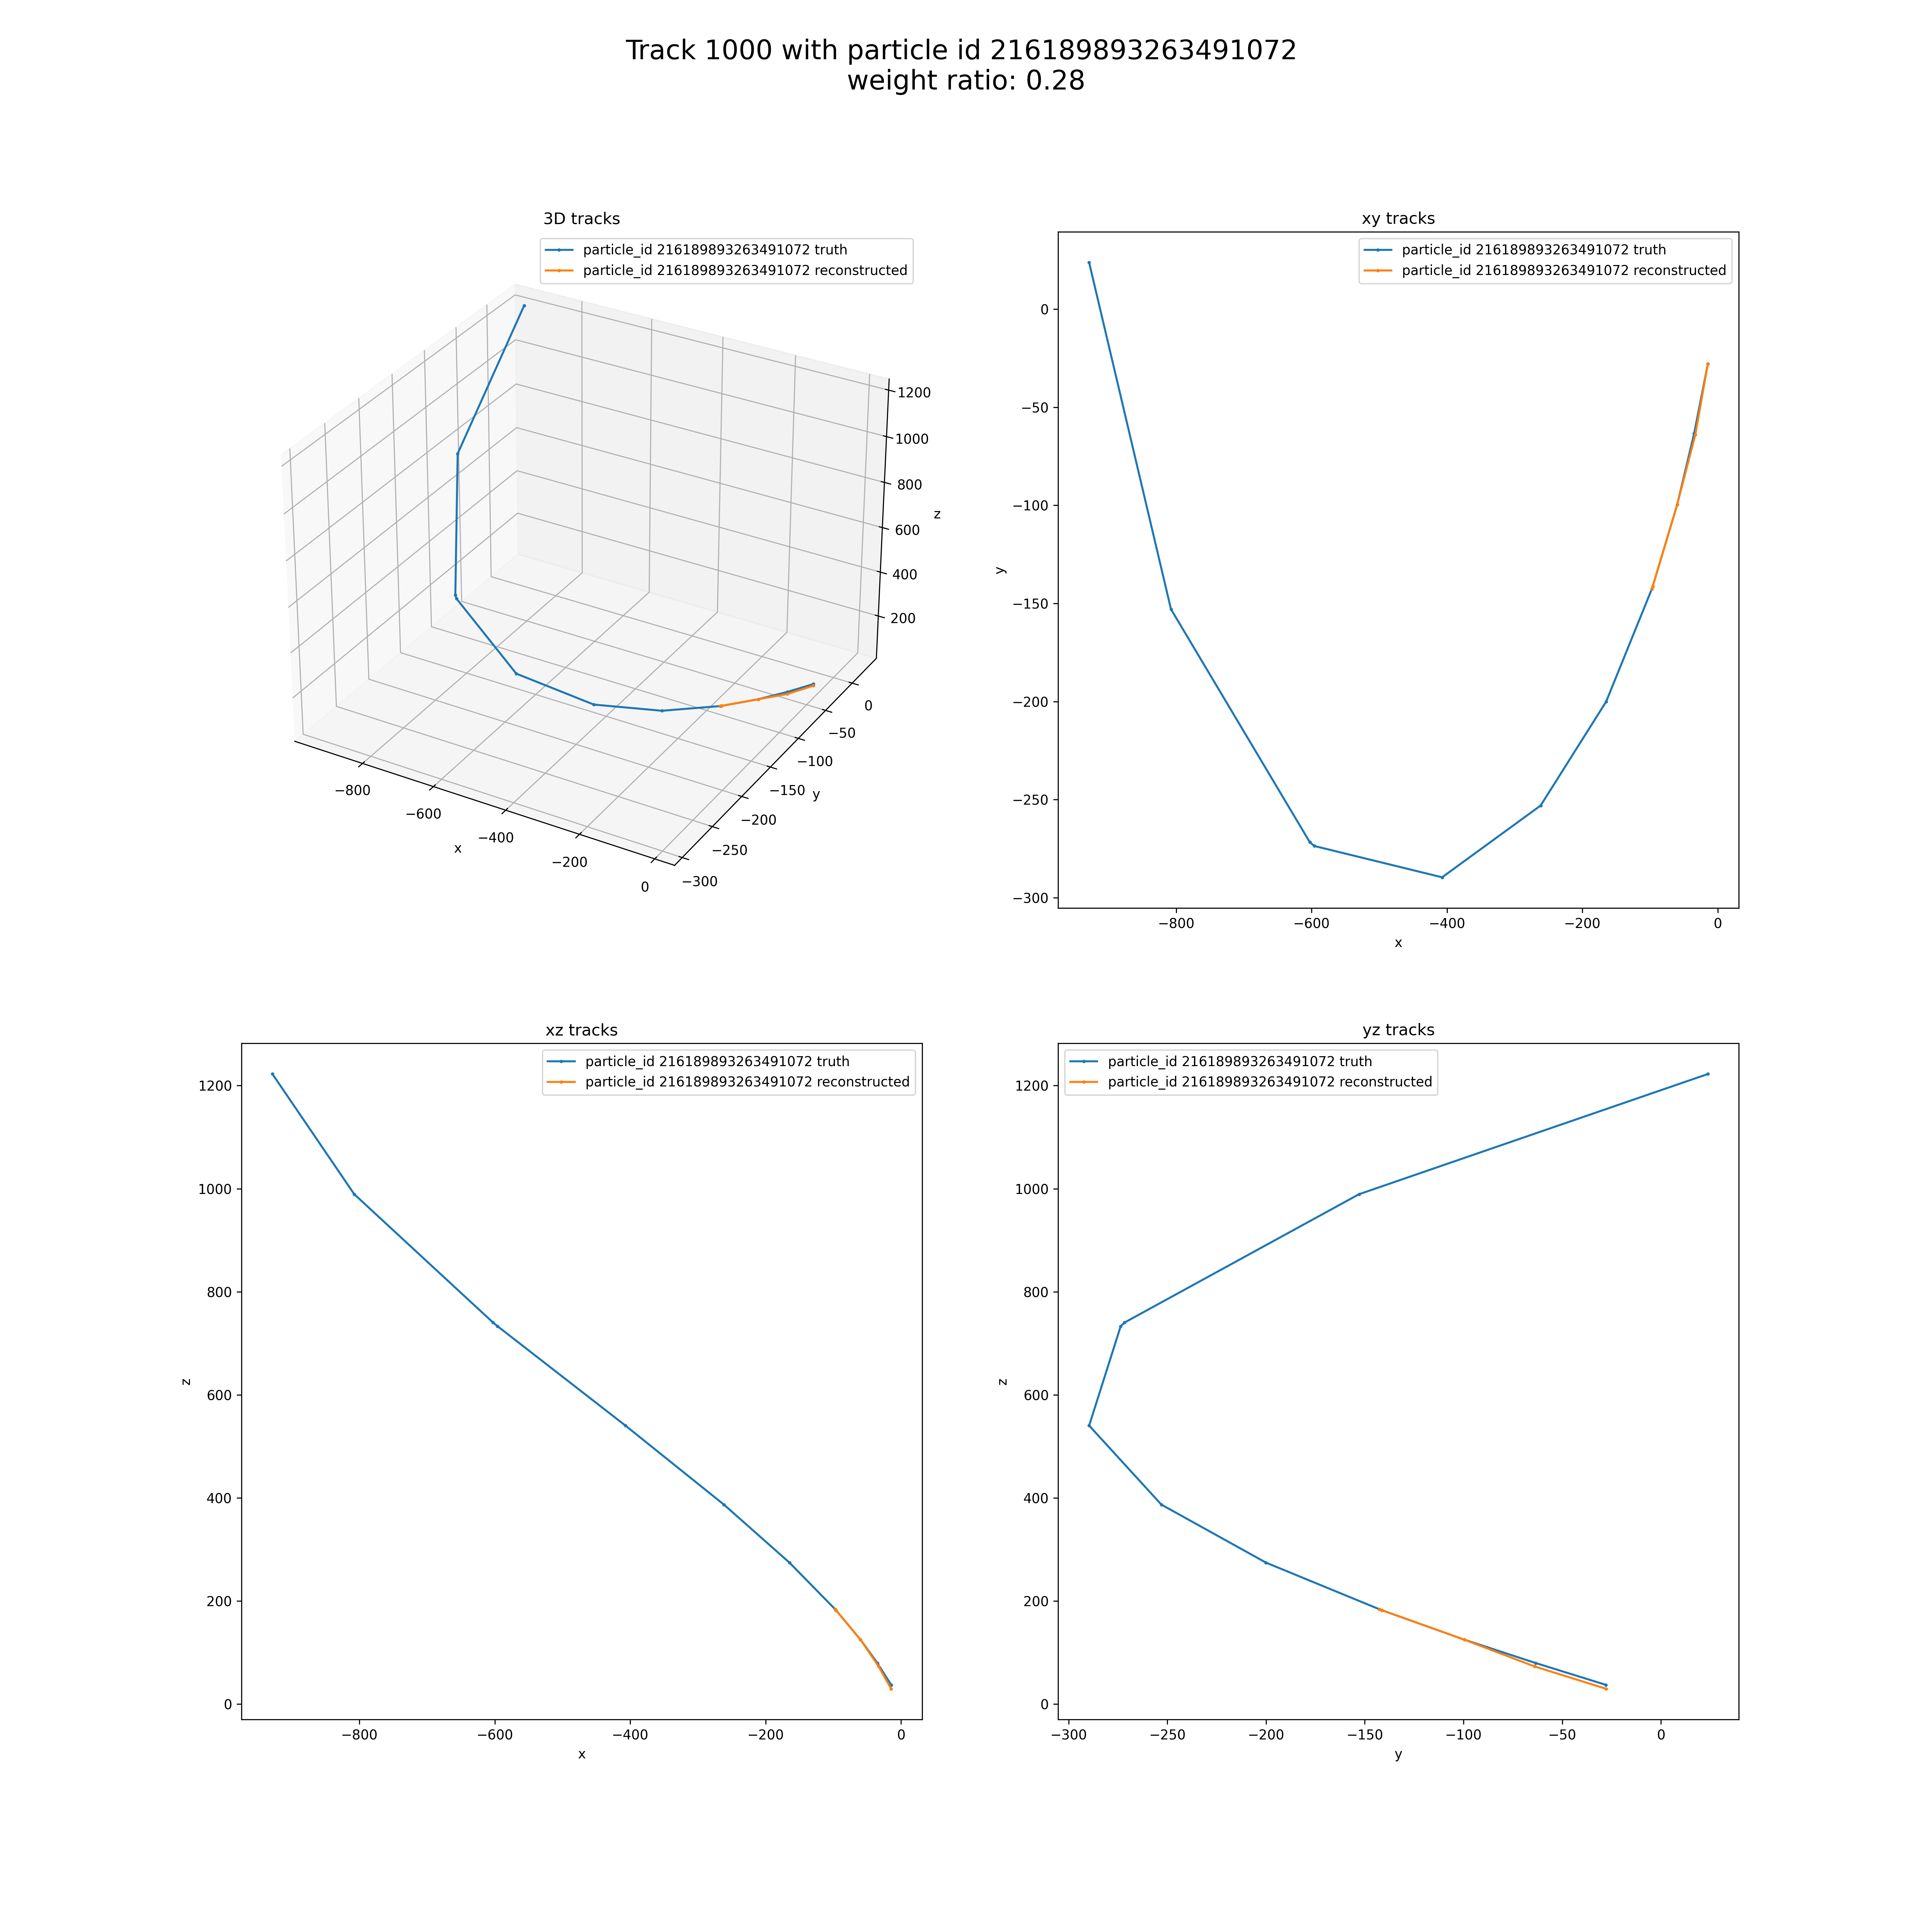 Track 1000 with particle id 216189893263491072
weight ratio: 0.28
3D tracks
particle_id 216189893263491072 truth
particle_id 216189893263491072 reconstructed
1200
1000
800
600
400
200
z
0
−50
−100
−150
−200
−250
−300
y
−800
−600
−400
−200
0
x
xy tracks
particle_id 216189893263491072 truth
particle_id 216189893263491072 reconstructed
0
−50
−100
−150
−200
−250
−300
y
−800 −600 −400 −200 0
x
xz tracks
particle_id 216189893263491072 truth
particle_id 216189893263491072 reconstructed
1200
1000
800
600
400
200
0
z
−800 −600 −400 −200 0
x
yz tracks
particle_id 216189893263491072 truth
particle_id 216189893263491072 reconstructed
1200
1000
800
600
400
200
0
z
−300 −250 −200 −150 −100 −50 0
y